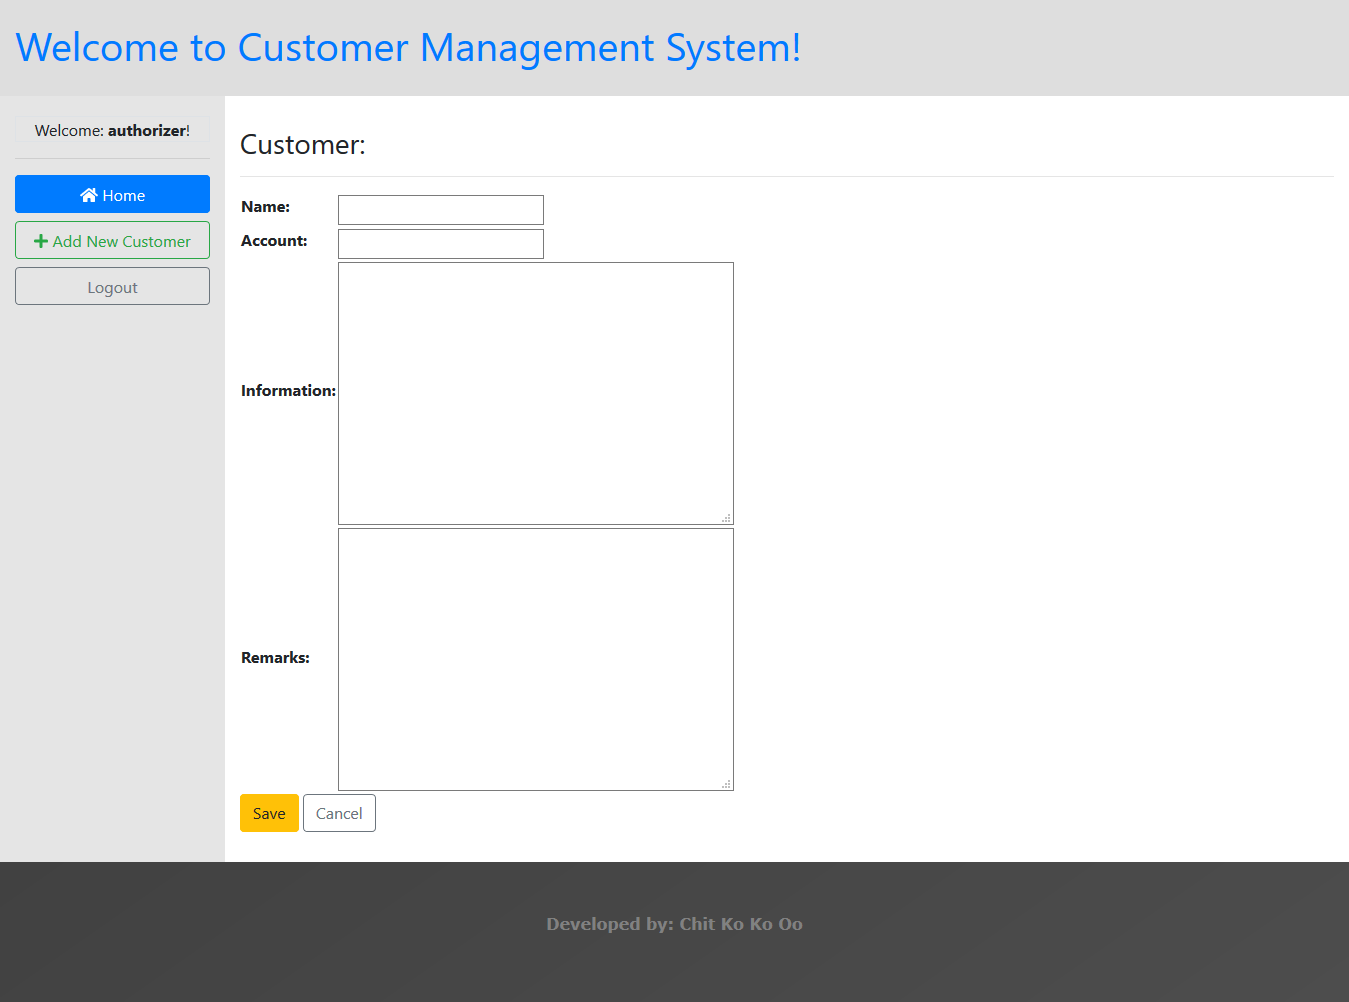 Welcome to Customer Management System!
Welcome: authorizer!
Home
Add New Customer
Logout
Customer:
Name:
Account:
Information:
Remarks:
Save Cancel
Developed by: Chit Ko Ko Oo